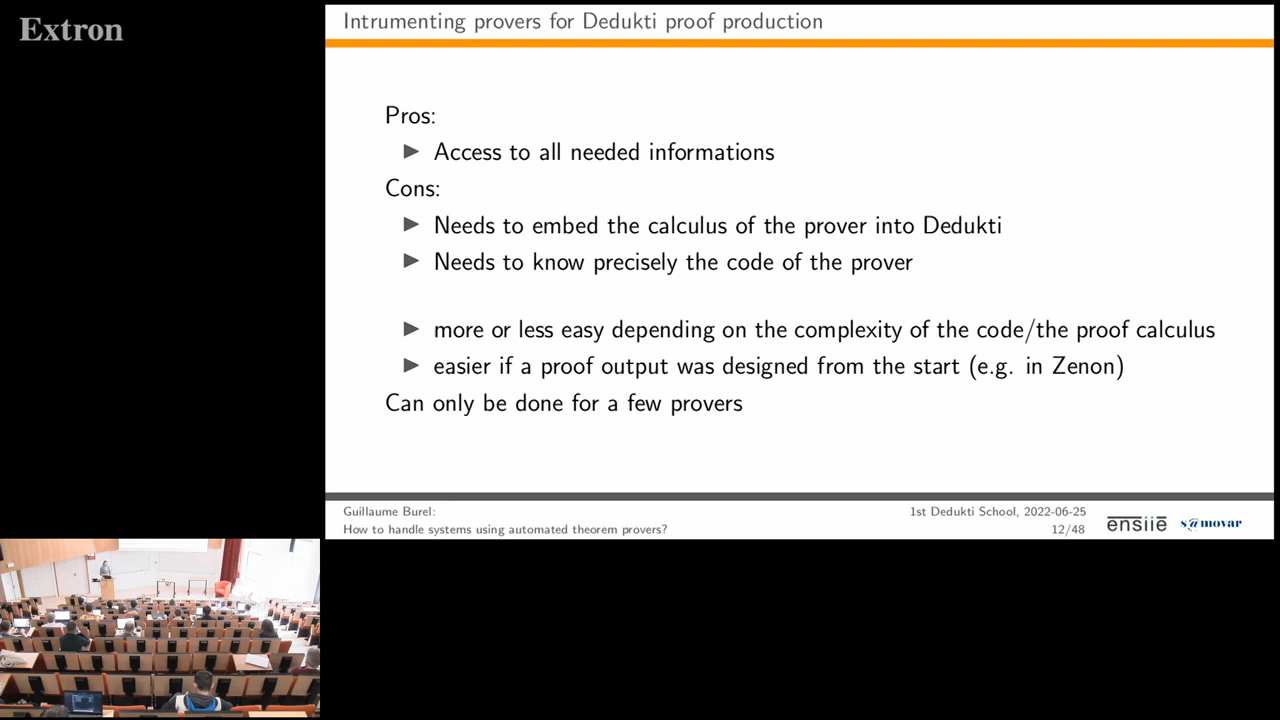 Extron
Intrumenting provers for Dedukti proof production
Pros:
▶ Access to all needed informations
Cons:
▶ Needs to embed the calculus of the prover into Dedukti
▶ Needs to know precisely the code of the prover
▶ more or less easy depending on the complexity of the code/the proof calculus
▶ easier if a proof output was designed from the start (e.g. in Zenon)
Can only be done for a few provers
Guillaume Burel:
How to handle systems using automated theorem provers?
1st Dedukti School, 2022-06-25
12/48
ensiie
s@movar